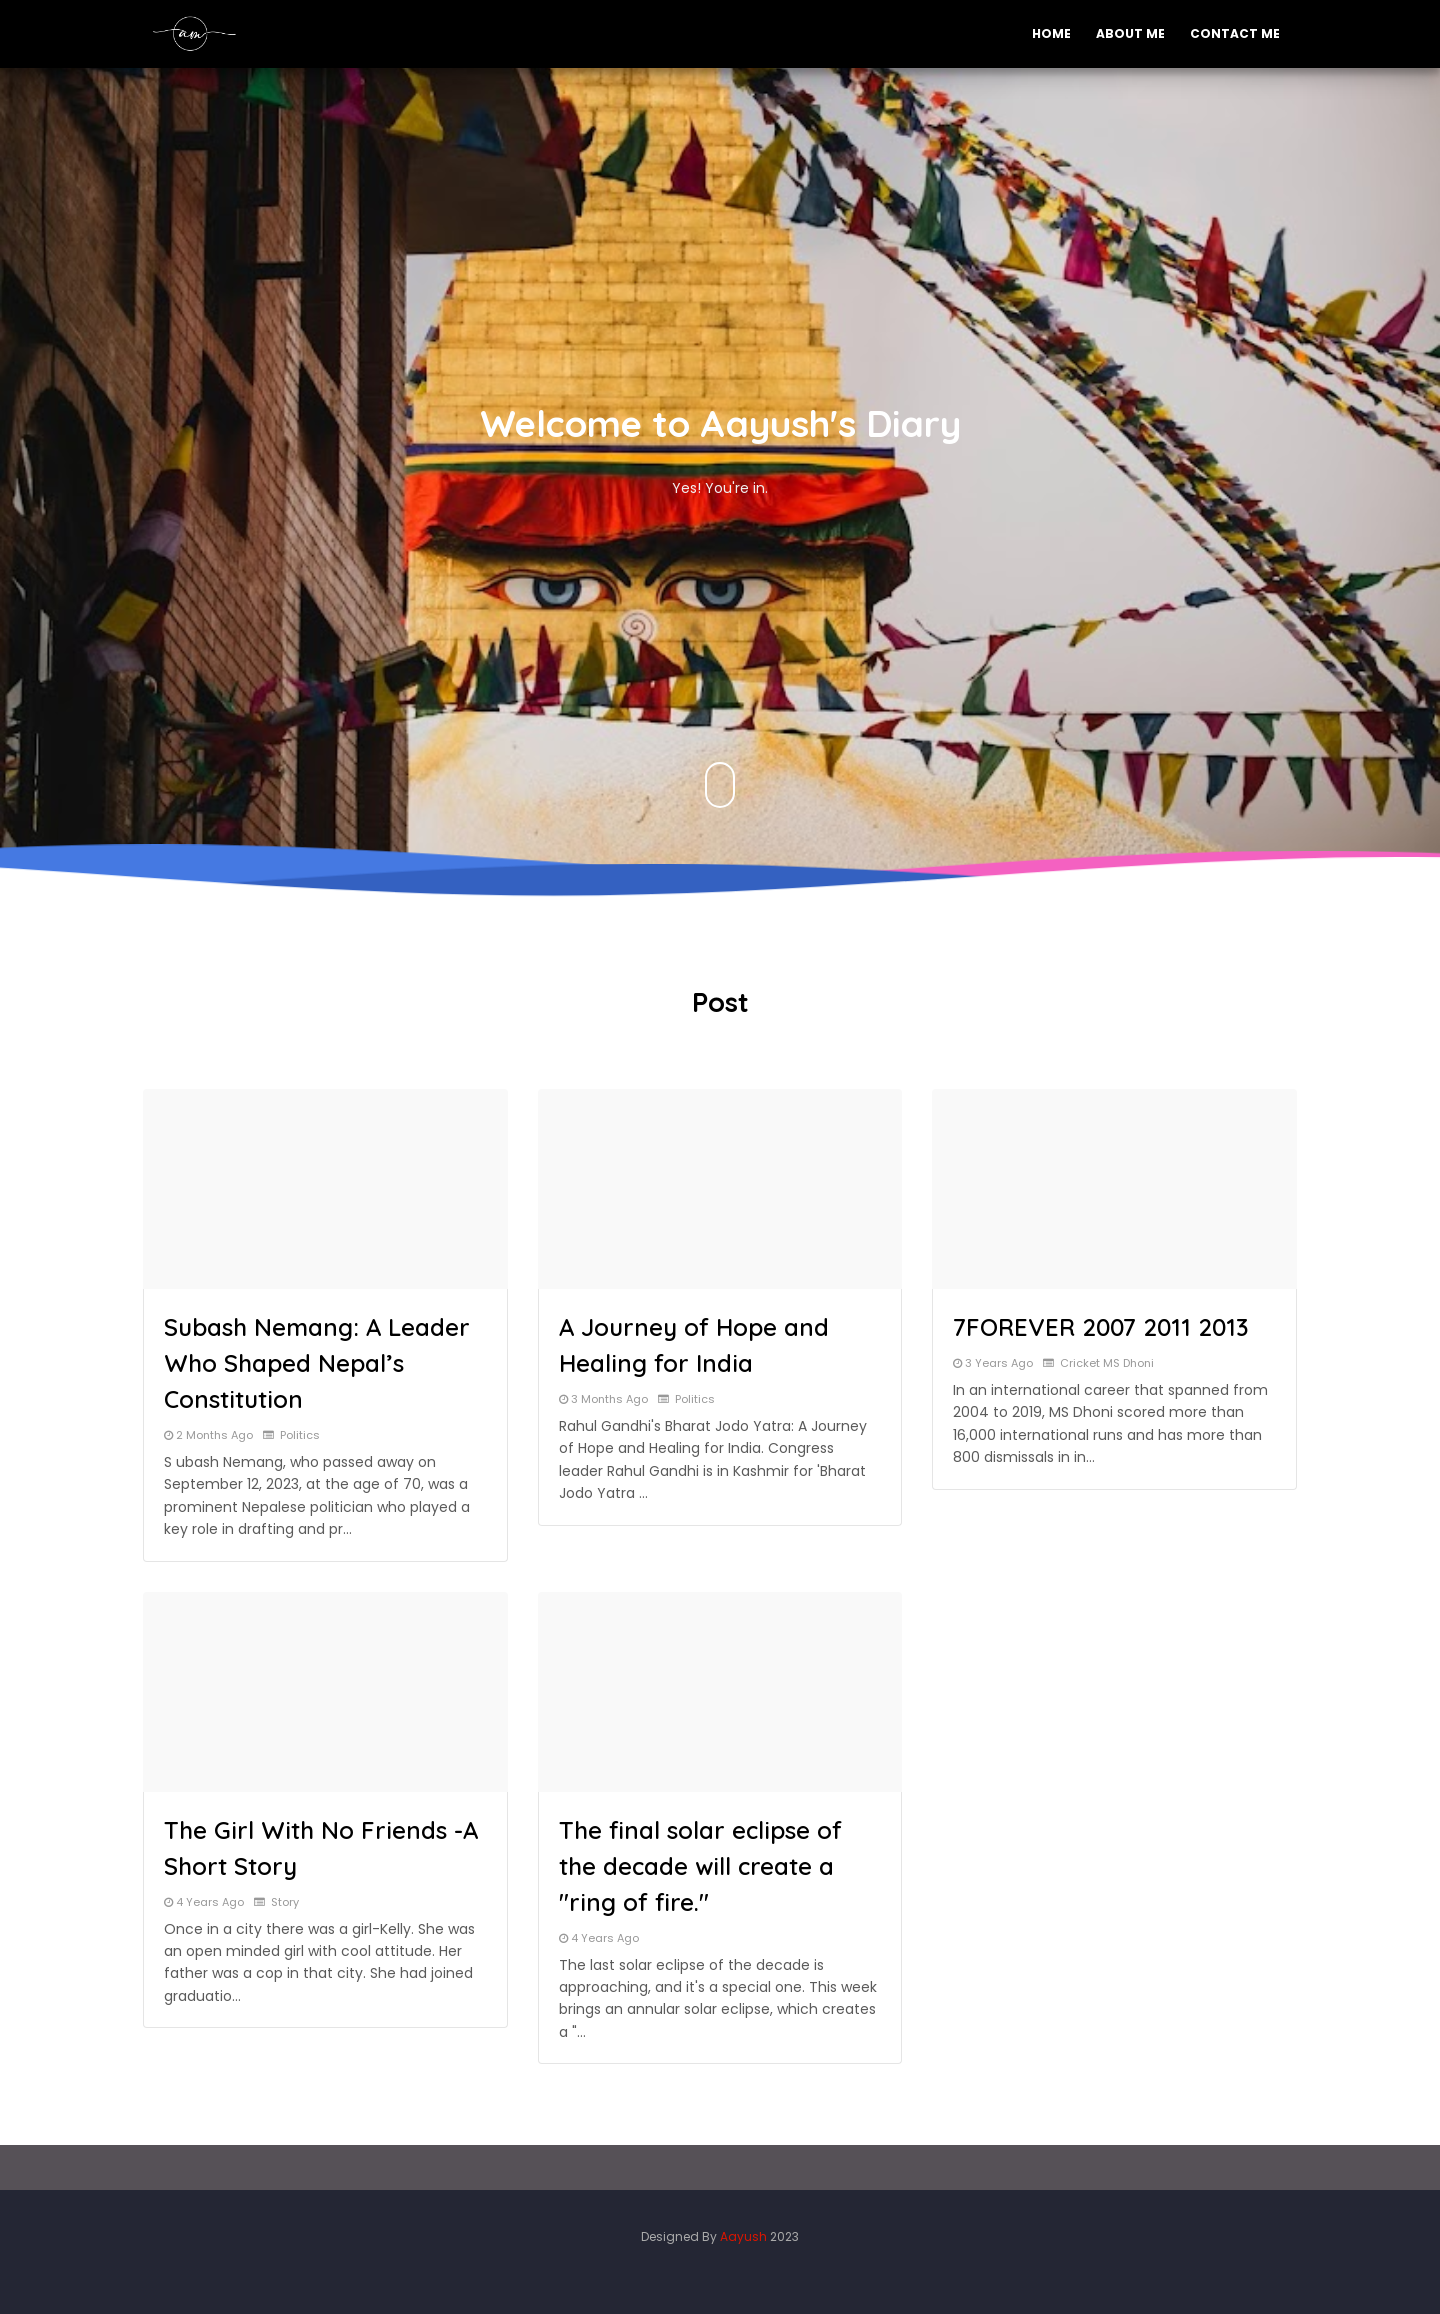 am
HOME ABOUT ME CONTACT ME
Welcome to Aayush's Diary
Yes! You're in.
Post
Subash Nemang: A Leader
Who Shaped Nepal’s
Constitution
2 Months Ago Politics
S ubash Nemang, who passed away on
September 12, 2023, at the age of 70, was a
prominent Nepalese politician who played a
key role in drafting and pr...
A Journey of Hope and
Healing for India
3 Months Ago Politics
Rahul Gandhi's Bharat Jodo Yatra: A Journey
of Hope and Healing for India. Congress
leader Rahul Gandhi is in Kashmir for 'Bharat
Jodo Yatra ...
7FOREVER 2007 2011 2013
3 Years Ago Cricket MS Dhoni
In an international career that spanned from
2004 to 2019, MS Dhoni scored more than
16,000 international runs and has more than
800 dismissals in in...
The Girl With No Friends -A
Short Story
4 Years Ago Story
Once in a city there was a girl-Kelly. She was
an open minded girl with cool attitude. Her
father was a cop in that city. She had joined
graduatio...
The final solar eclipse of
the decade will create a
"ring of fire."
4 Years Ago
The last solar eclipse of the decade is
approaching, and it's a special one. This week
brings an annular solar eclipse, which creates
a "...
Designed By Aayush 2023